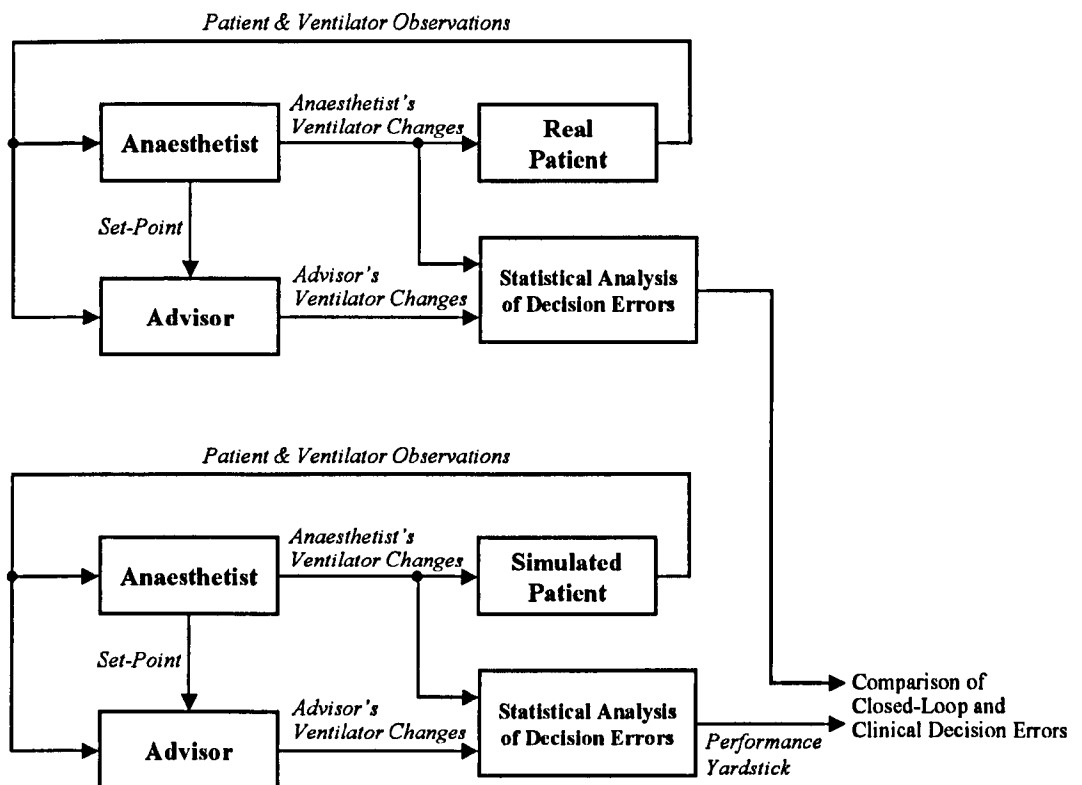 Patient & Ventilator Observations
Anaesthetist's
Ventilator Changes
Anaesthetist
Real
Patient
Set-Point
Advisor's
Ventilator Changes
Advisor
Statistical Analysis
of Decision Errors
Patient & Ventilator Observations
Anaesthetist's
Ventilator Changes
Anaesthetist
Simulated
Patient
Set-Point
Advisor's
Ventilator Changes
Advisor
Statistical Analysis
of Decision Errors
Performance
Yardstick
Comparison of
Closed-Loop and
Clinical Decision Errors